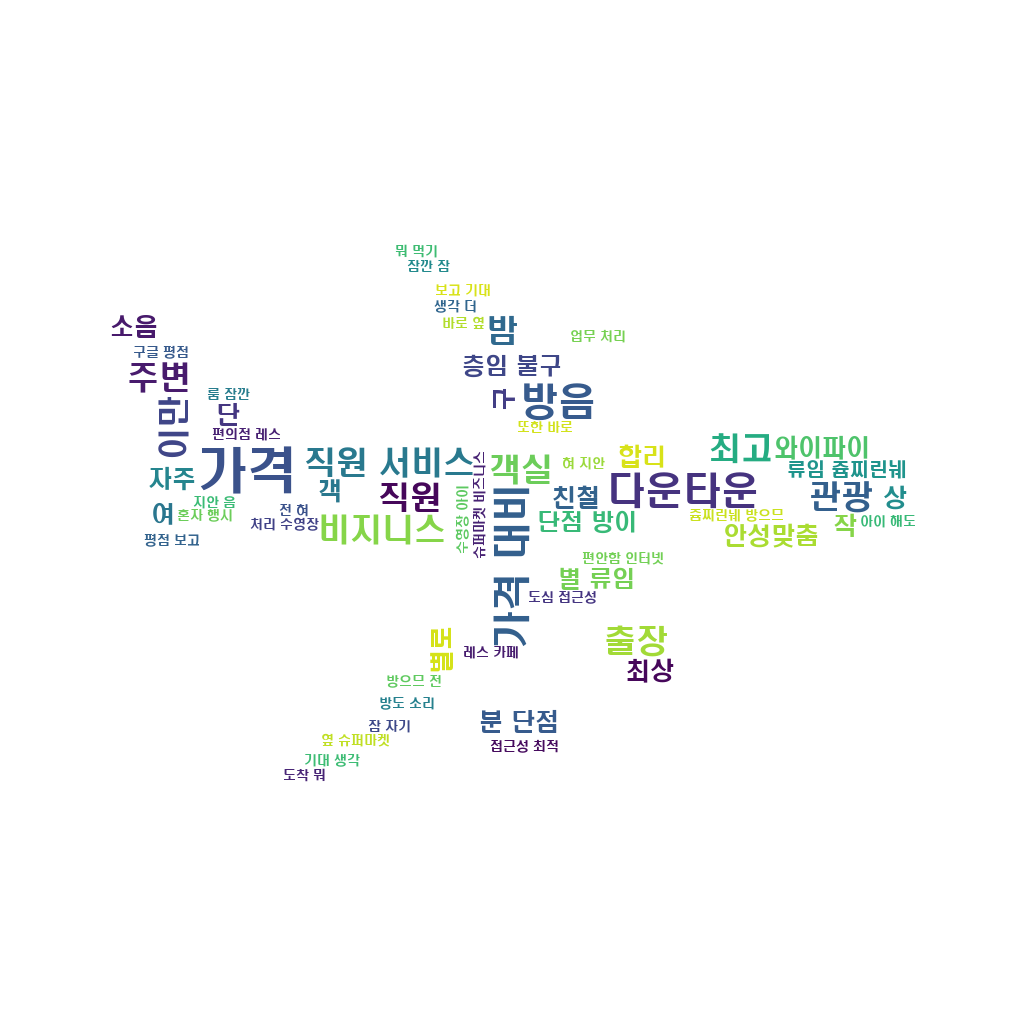 뭐 먹기
잠깐 잠
보고 기대
생각 더
바로 옆
밤
업무 처리
소음
구글 평점
주변
층임 불구
룸 잠깐
구
방음
흰
음
단
편의점 레스
또한 바로
가격
직원 서비스
객실
혀 지안
합리
최고
와이파이
류임 쥼찌린눼
자주
객
직원
친철
다운타운
관광
상
여
지안 음
혼자 행시
전 혀
처리 수영장
비지니스
수영장 아이
슈퍼마켓 비즈니스
가격 대비
단점 방이
쥼찌린눼 방으므
안성맞춤
작
아이 해도
평점 보고
편안함 인터넷
별 류임
도심 접근성
별로
레스 카페
출장
최상
방으므 전
방도 소리
분 단점
잠 자기
옆 슈퍼마켓
접근성 최적
기대 생각
도착 뭐